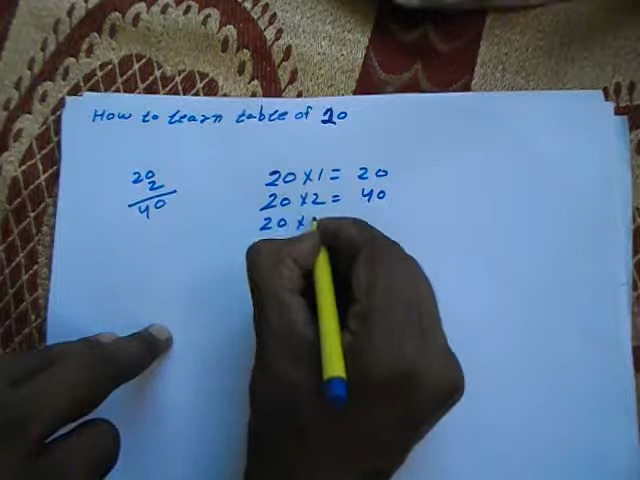 How to learn table of 20
20
2
40
20 x 1 = 20
20 x 2 = 40
20 x